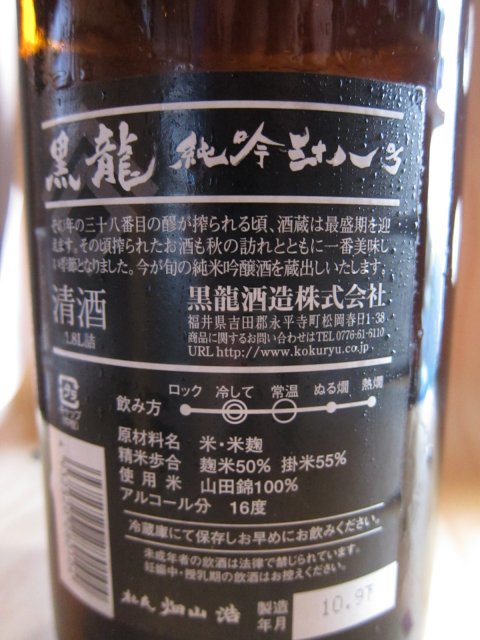 黒龍 純吟三十八号
その年の三十八番目の醪が搾られる頃、酒蔵は最盛期を迎
えます。その頃搾られたお酒も秋の訪れとともに一番美味し
い季節となりました。今が旬の純米吟醸酒を蔵出しいたします。
清酒
1.8L詰
黒龍酒造株式会社
福井県吉田郡永平寺町松岡春日1-38
商品に関するお問い合わせはTEL 0776-61-6110
URL http://www.kokuryu.co.jp
飲み方 ロック 冷して 常温 ぬる燗 熱燗
キャップ
原材料名 米・米麹
精米歩合 麹米50% 掛米55%
使用米 山田錦100%
アルコール分 16度
冷蔵庫にて保存しお早めにお飲みください。
未成年者の飲酒は法律で禁じられています。
妊娠中・授乳期の飲酒はお控えください。
杜氏 畑山 浩
製造年月 10.9